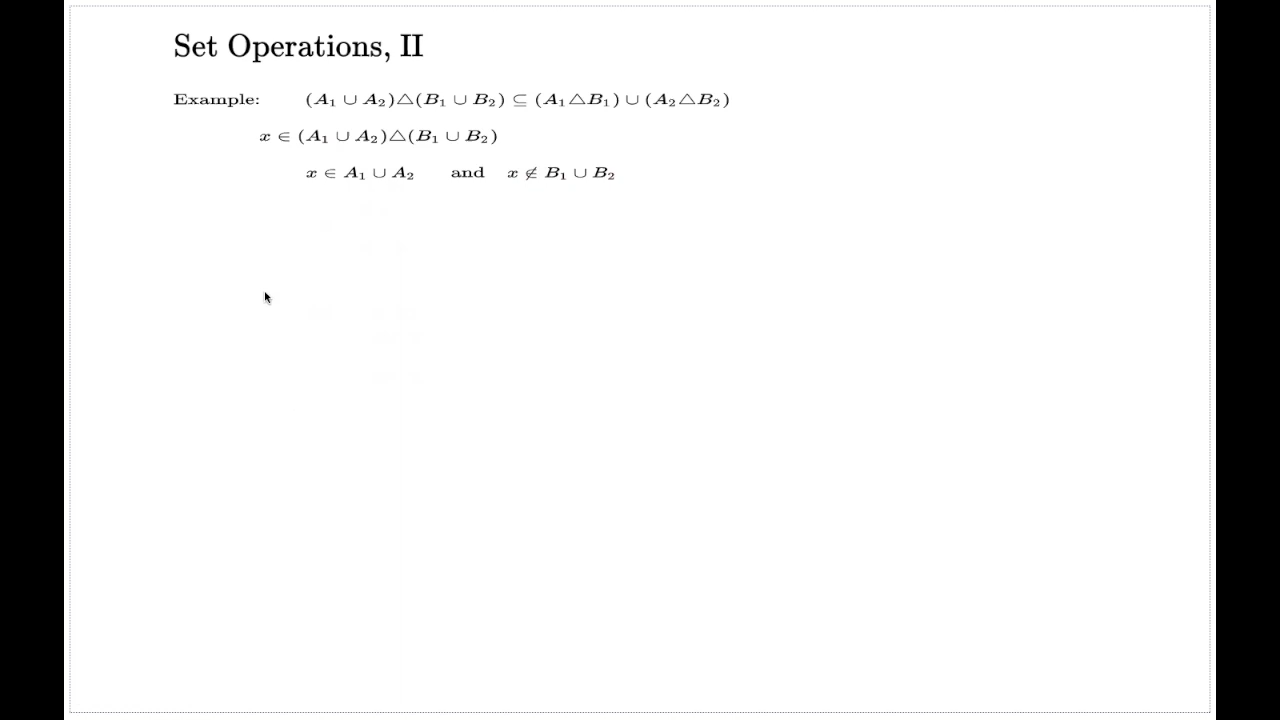 Set Operations, II
Example: (A₁ ∪ A₂)△(B₁ ∪ B₂) ⊆ (A₁△B₁) ∪ (A₂△B₂)
x ∈ (A₁ ∪ A₂)△(B₁ ∪ B₂)
x ∈ A₁ ∪ A₂ and x ∉ B₁ ∪ B₂